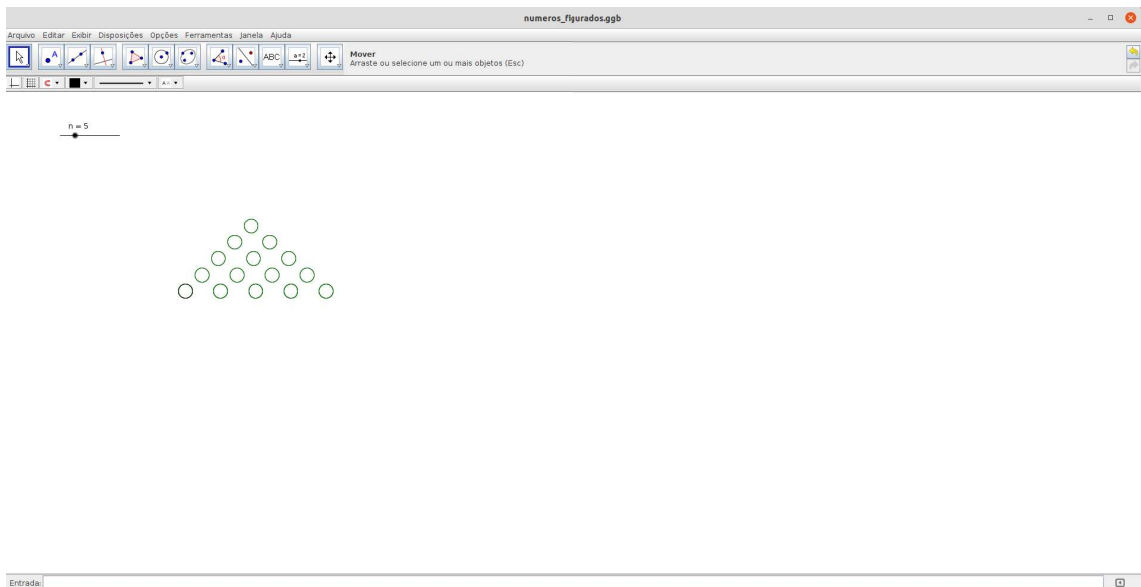 numeros_figurados.ggb
Arquivo Editar Exibir Disposições Opções Ferramentas Janela Ajuda
A
ABC
a=2
Mover
Arraste ou selecione um ou mais objetos (Esc)
n = 5
Entrada: